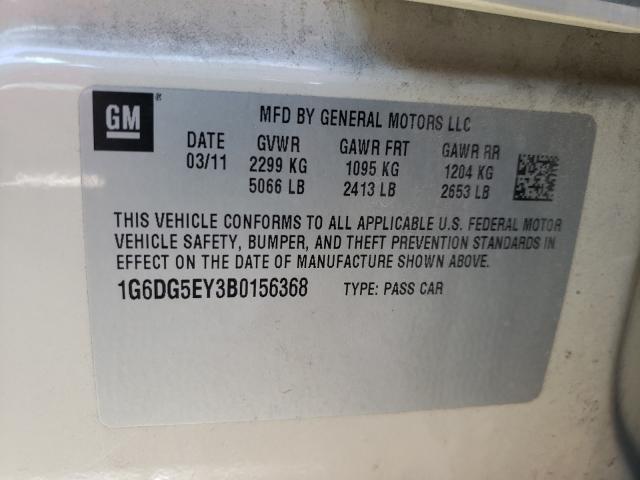 GM®
MFD BY GENERAL MOTORS LLC
DATE GVWR GAWR FRT GAWR RR
03/11 2299 KG 1095 KG 1204 KG
5066 LB 2413 LB 2653 LB
THIS VEHICLE CONFORMS TO ALL APPLICABLE U.S. FEDERAL MOTOR
VEHICLE SAFETY, BUMPER, AND THEFT PREVENTION STANDARDS IN
EFFECT ON THE DATE OF MANUFACTURE SHOWN ABOVE.
1G6DG5EY3B0156368 TYPE: PASS CAR